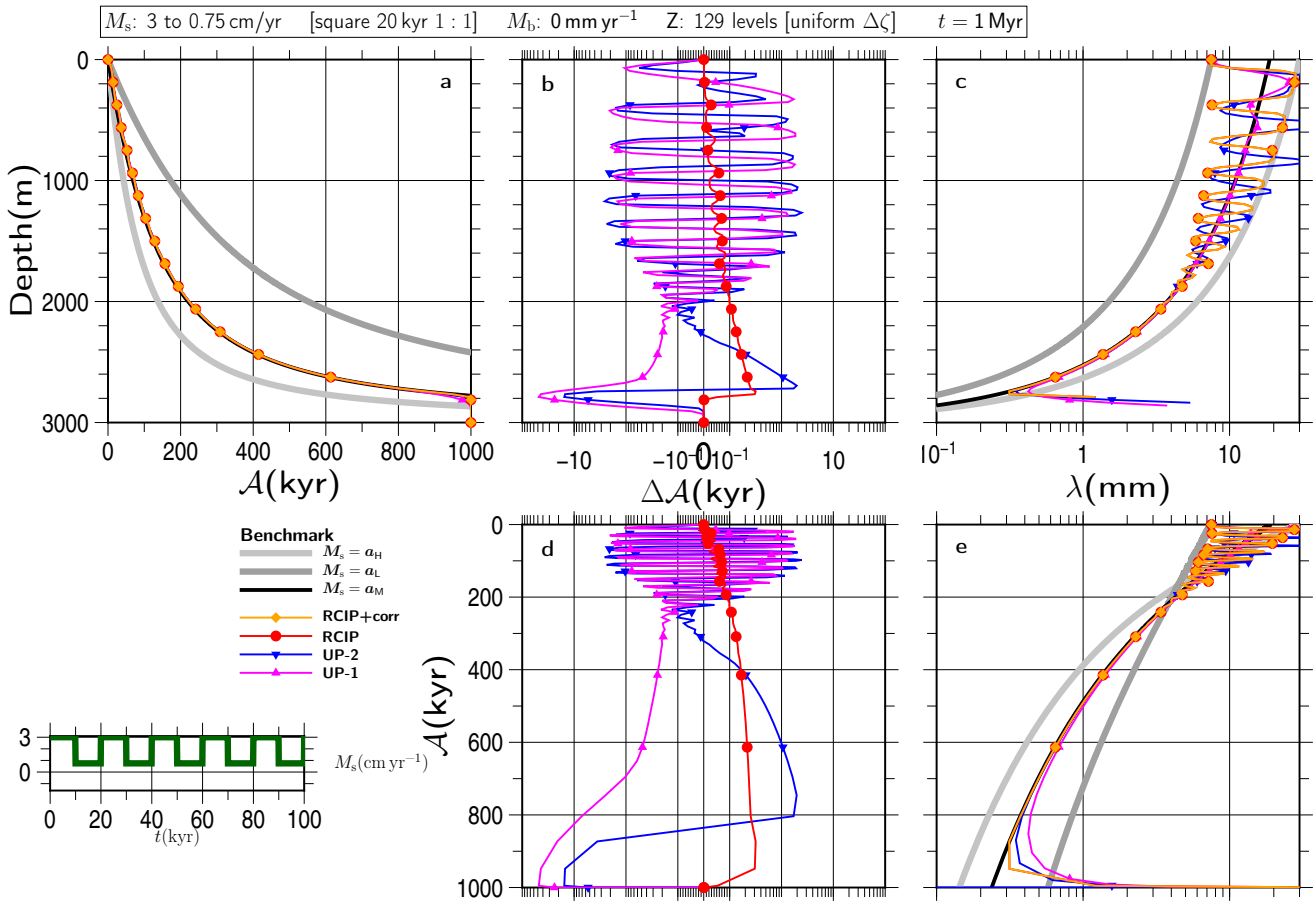 Mₛ: 3 to 0.75 cm/yr [square 20 kyr 1 : 1] M_b: 0 mm yr⁻¹ Z: 129 levels [uniform Δζ] t = 1 Myr
a
b
c
0
1000
2000
3000
Depth(m)
0 200 400 600 800 1000
𝒜(kyr)
−10 −10⁻¹ 0 10⁻¹ 10
Δ𝒜(kyr)
10⁻¹ 1 10
λ(mm)
Benchmark
Mₛ = a_H
Mₛ = a_L
Mₛ = a_M
RCIP+corr
RCIP
UP-2
UP-1
3
0
Mₛ(cm yr⁻¹)
0 20 40 60 80 100
t(kyr)
d
e
0
200
400
600
800
1000
𝒜(kyr)